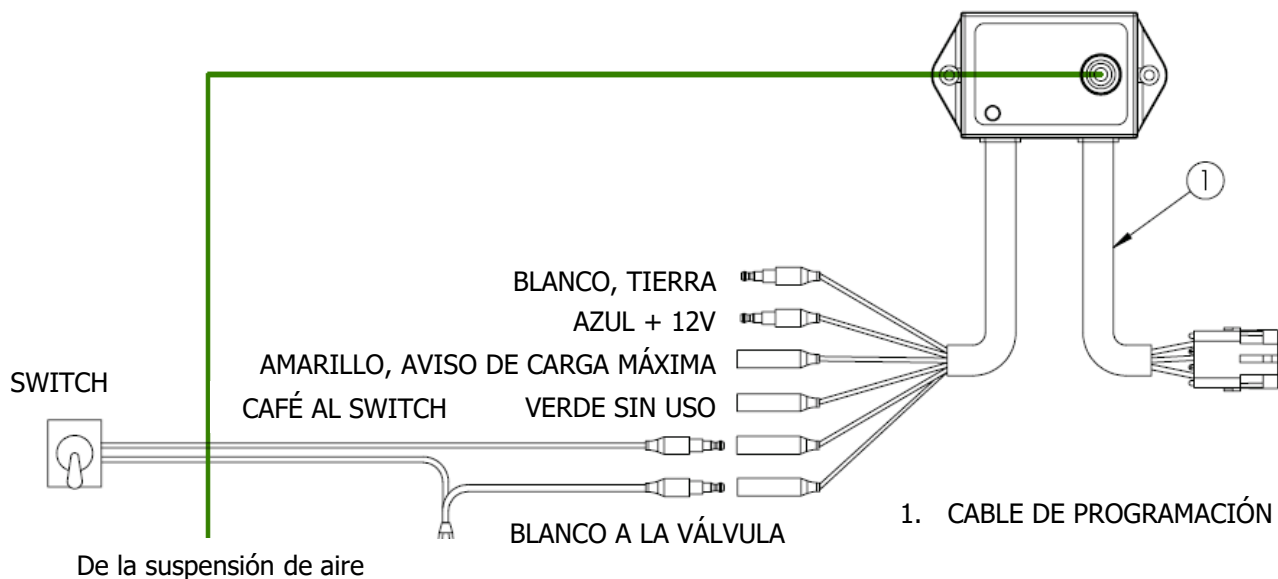 1
BLANCO, TIERRA
AZUL + 12V
AMARILLO, AVISO DE CARGA MÁXIMA
SWITCH
CAFÉ AL SWITCH VERDE SIN USO
1. CABLE DE PROGRAMACIÓN
BLANCO A LA VÁLVULA
De la suspensión de aire